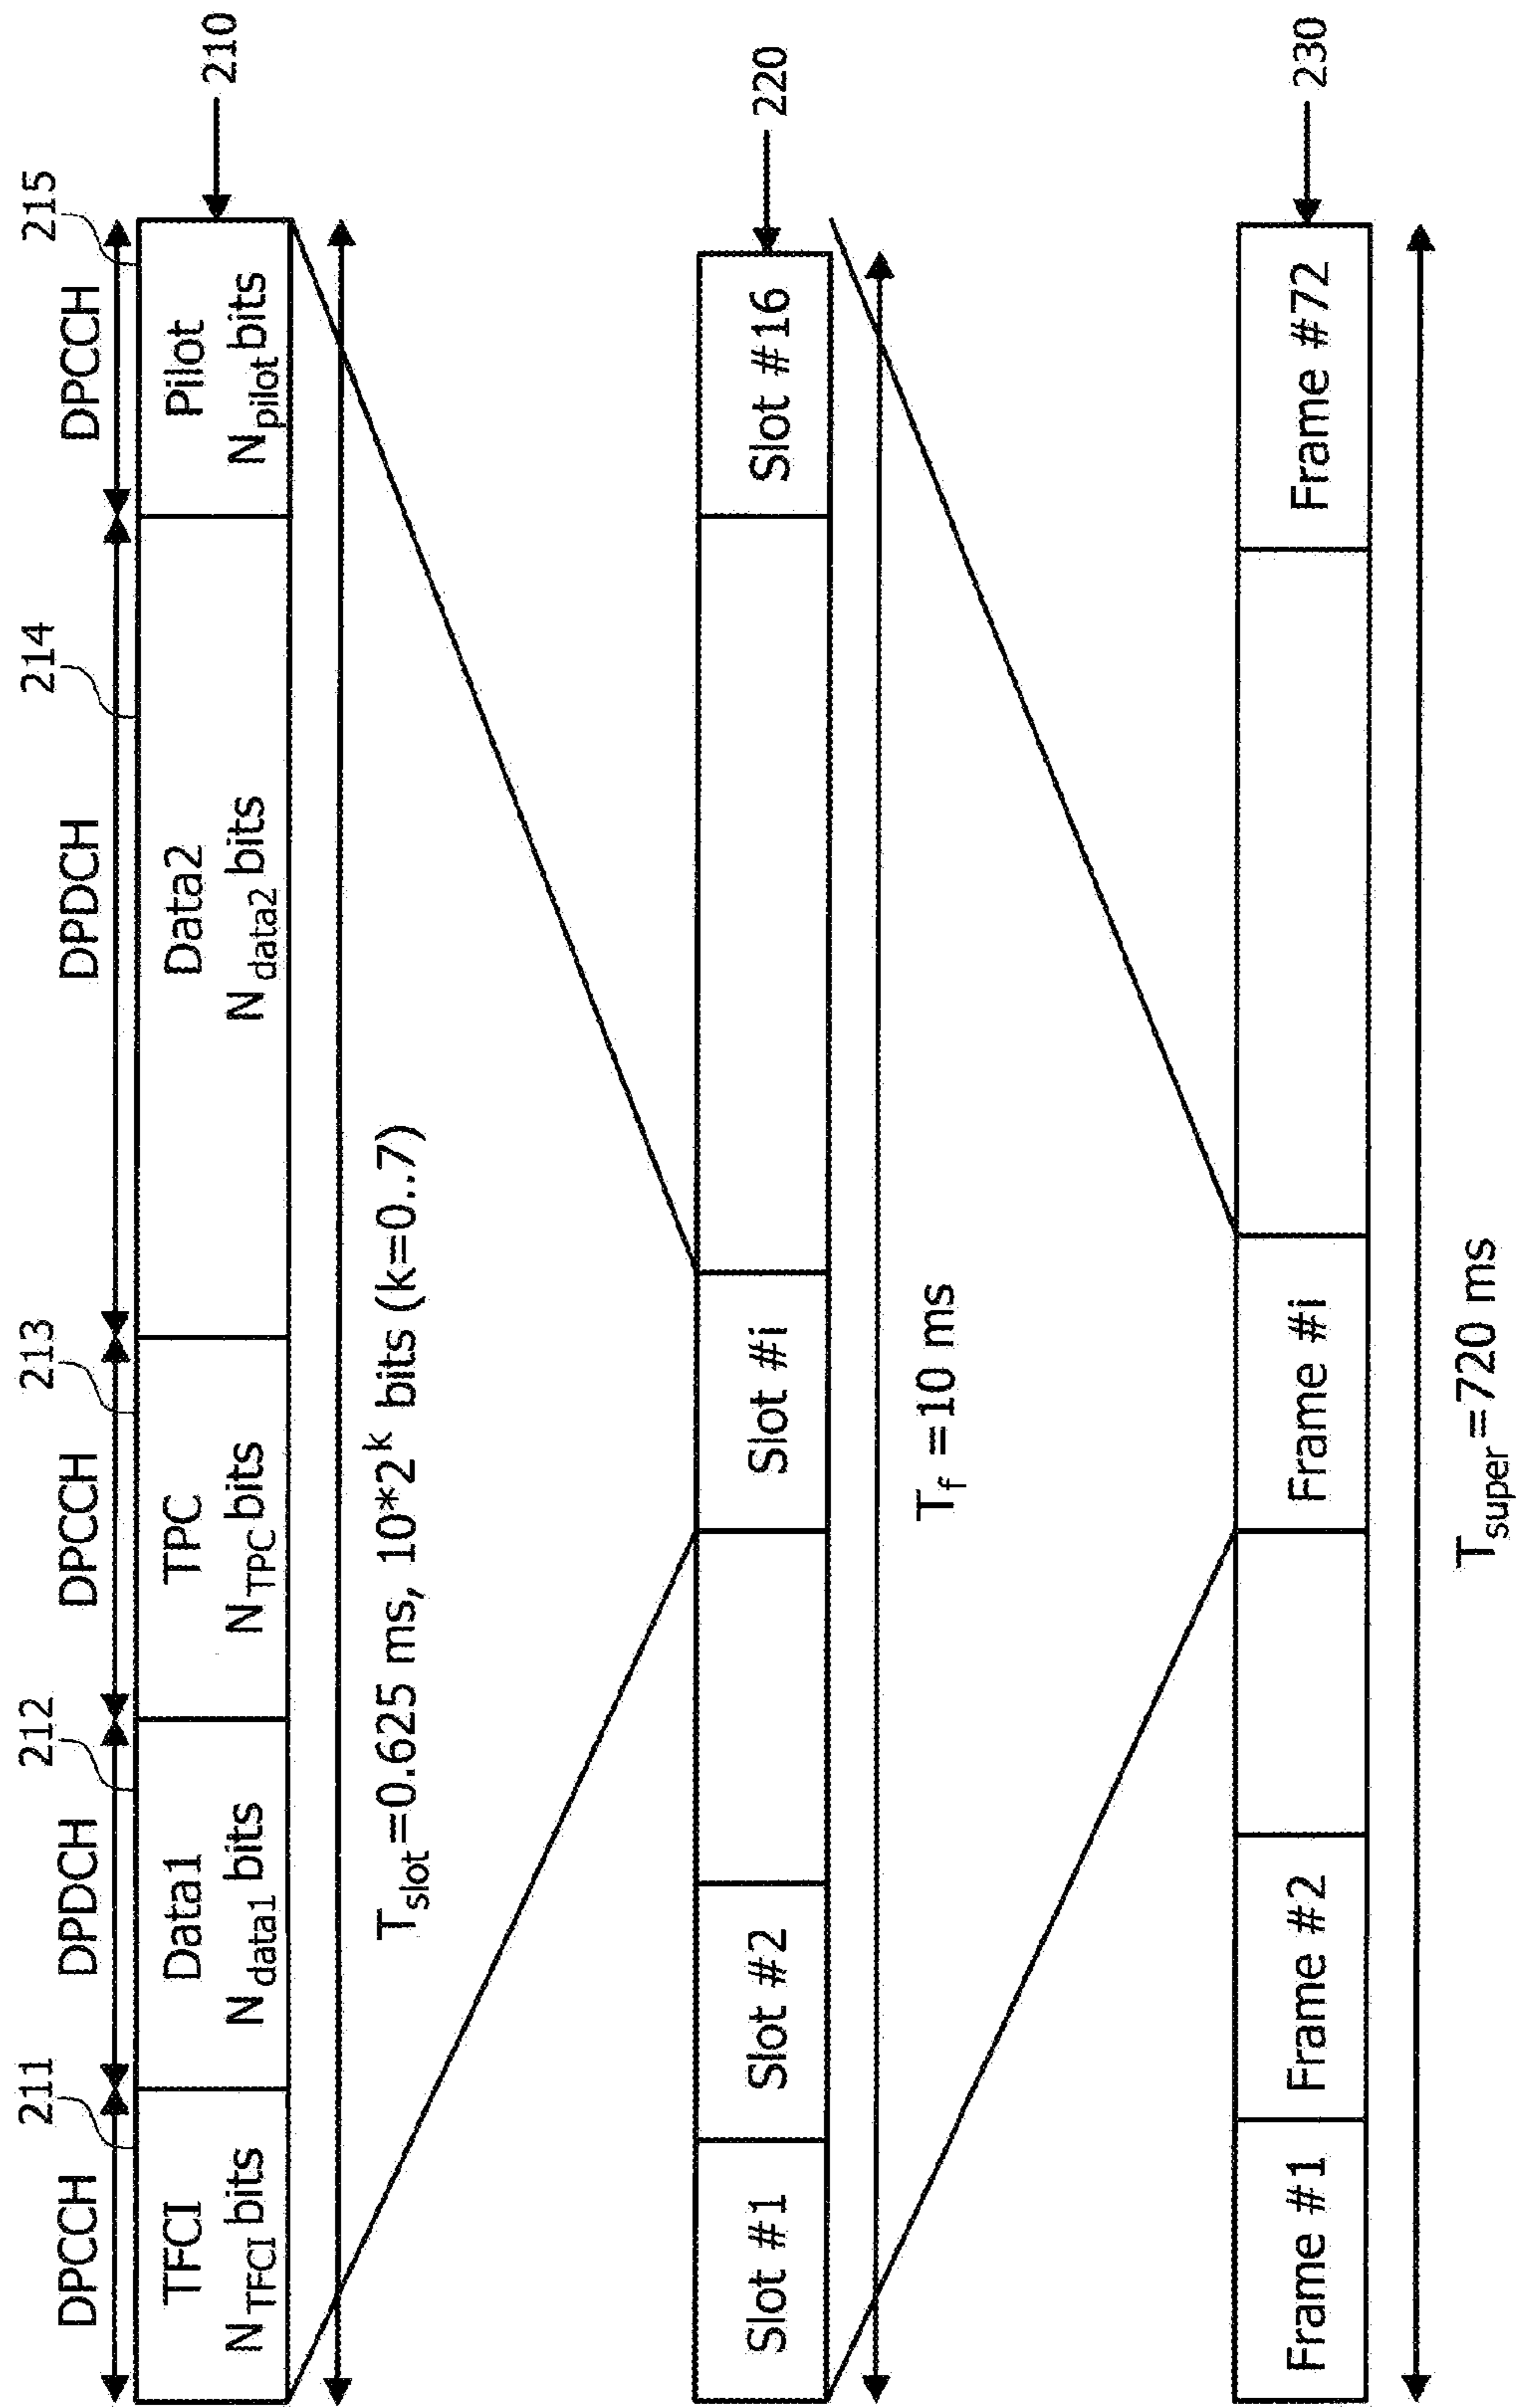 211
212
213
214
215
DPCCH
DPDCH
DPCCH
DPDCH
DPCCH
TFCI
N_TFCI bits
Data1
N_data1 bits
TPC
N_TPC bits
Data2
N_data2 bits
Pilot
N_pilot bits
210
T_slot=0.625 ms, 10*2^k bits (k=0..7)
Slot #1
Slot #2
Slot #i
Slot #16
220
T_f =10 ms
Frame #1
Frame #2
Frame #i
Frame #72
230
T_super=720 ms